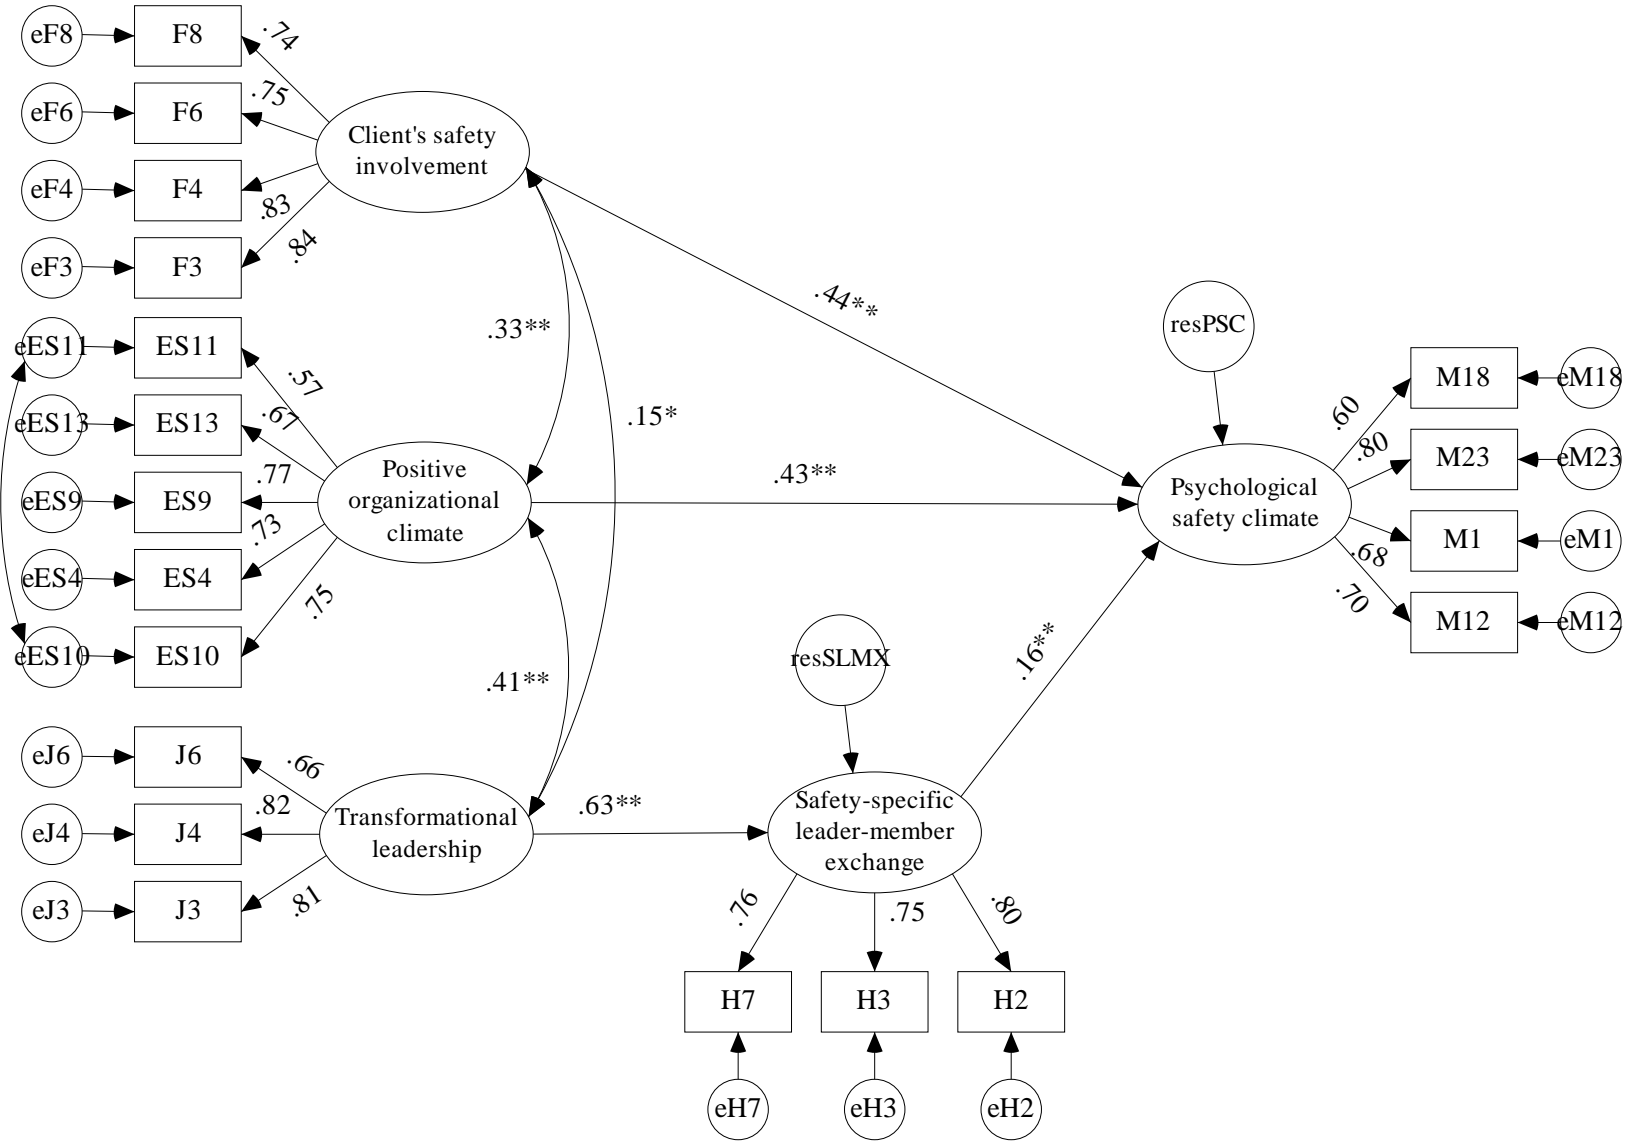 eF8
F8
.74
eF6
F6
.75
eF4
F4
.83
eF3
F3
.84
Client's safety
involvement
eES11
ES11
.57
eES13
ES13
.67
eES9
ES9
.77
eES4
ES4
.73
eES10
ES10
.75
Positive
organizational
climate
eJ6
J6
.66
eJ4
J4
.82
eJ3
J3
.81
Transformational
leadership
.33**
.15*
.41**
.44**
.43**
.63**
.16**
resSLMX
Safety-specific
leader-member
exchange
.76
.75
.80
H7
H3
H2
eH7
eH3
eH2
resPSC
Psychological
safety climate
.60
M18
eM18
.80
M23
eM23
.68
M1
eM1
.70
M12
eM12